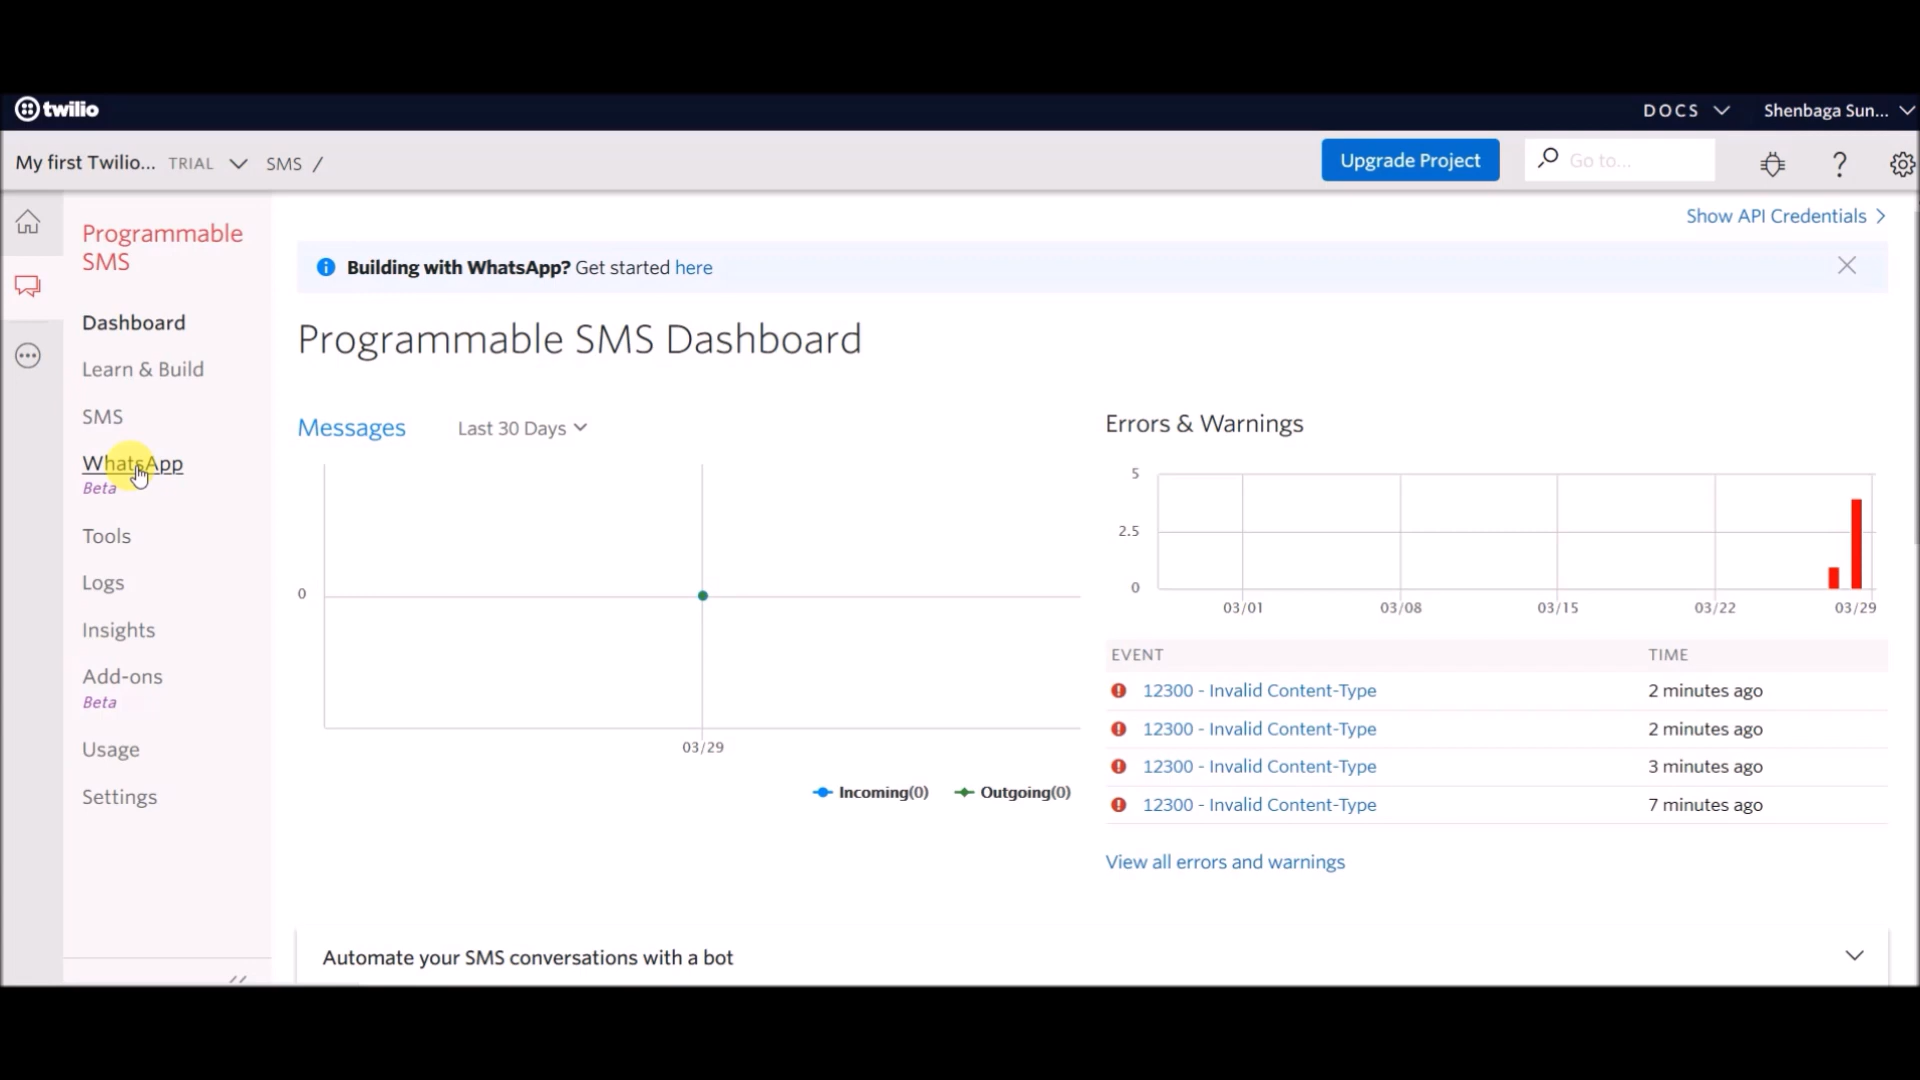 twilio
DOCS
Shenbaga Sun...
My first Twilio... TRIAL
SMS /
Upgrade Project
Go to...
Show API Credentials
Programmable
SMS
Dashboard
Learn & Build
SMS
WhatsApp
Beta
Tools
Logs
Insights
Add-ons
Beta
Usage
Settings
Building with WhatsApp? Get started here
Programmable SMS Dashboard
Messages
Last 30 Days
0
03/29
Incoming(0)
Outgoing(0)
Errors & Warnings
5
2.5
0
03/01
03/08
03/15
03/22
03/29
EVENT TIME
12300 - Invalid Content-Type 2 minutes ago
12300 - Invalid Content-Type 2 minutes ago
12300 - Invalid Content-Type 3 minutes ago
12300 - Invalid Content-Type 7 minutes ago
View all errors and warnings
Automate your SMS conversations with a bot